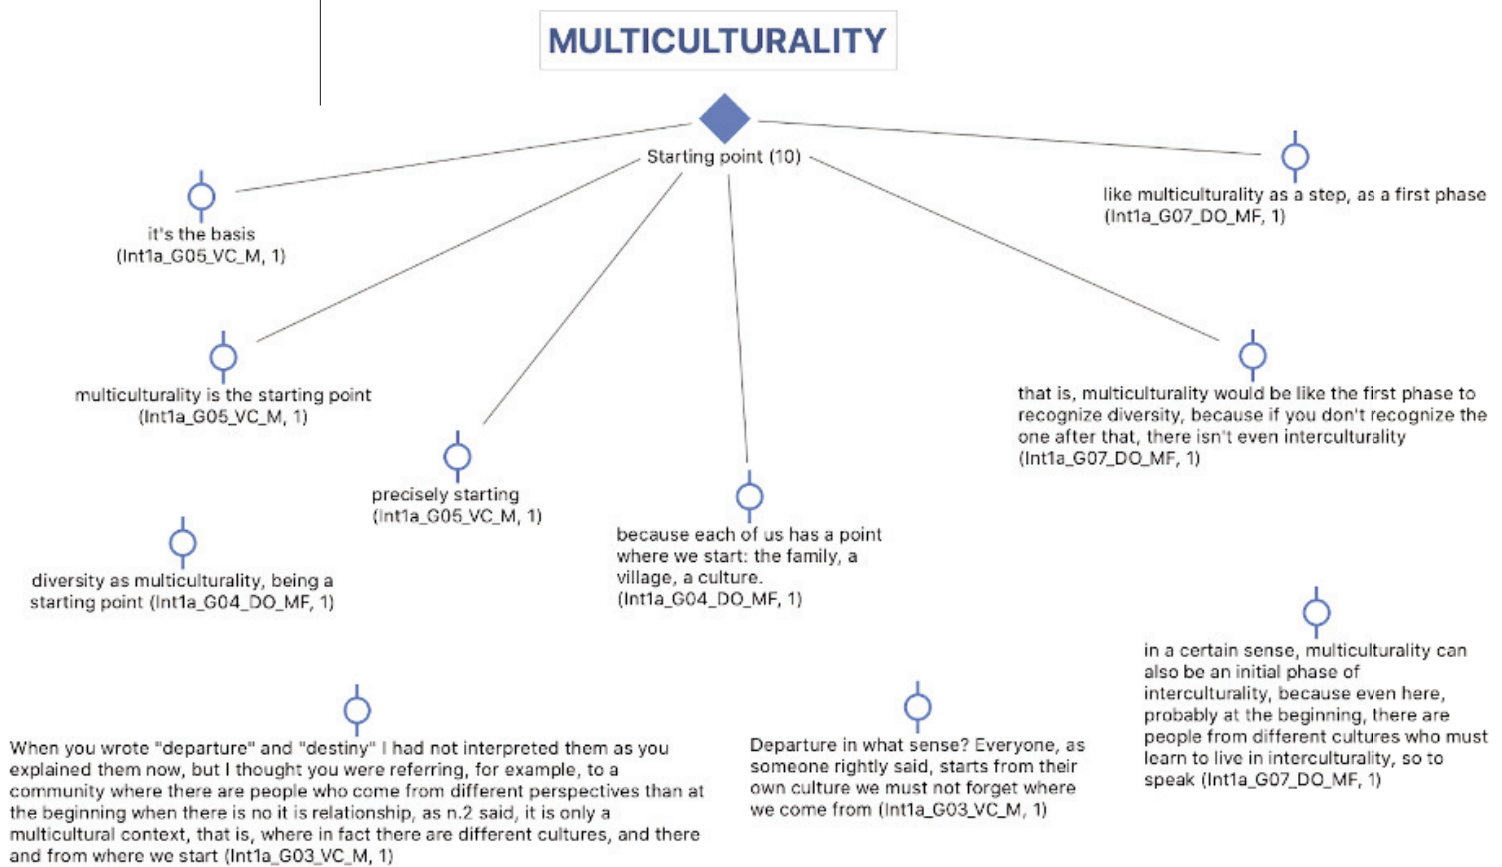 MULTICULTURALITY
Starting point (10)
like multiculturality as a step, as a first phase
(Int1a_G07_DO_MF, 1)
it's the basis
(Int1a_G05_VC_M, 1)
multiculturality is the starting point
(Int1a_G05_VC_M, 1)
that is, multiculturality would be like the first phase to
recognize diversity, because if you don't recognize the
one after that, there isn't even interculturality
(Int1a_G07_DO_MF, 1)
precisely starting
(Int1a_G05_VC_M, 1)
because each of us has a point
where we start: the family, a
village, a culture.
(Int1a_G04_DO_MF, 1)
diversity as multiculturality, being a
starting point (Int1a_G04_DO_MF, 1)
in a certain sense, multiculturality can
also be an initial phase of
interculturality, because even here,
probably at the beginning, there are
people from different cultures who must
learn to live in interculturality, so to
speak (Int1a_G07_DO_MF, 1)
When you wrote "departure" and "destiny" I had not interpreted them as you
explained them now, but I thought you were referring, for example, to a
community where there are people who come from different perspectives than at
the beginning when there is no it is relationship, as n.2 said, it is only a
multicultural context, that is, where in fact there are different cultures, and there
and from where we start (Int1a_G03_VC_M, 1)
Departure in what sense? Everyone, as
someone rightly said, starts from their
own culture we must not forget where
we come from (Int1a_G03_VC_M, 1)